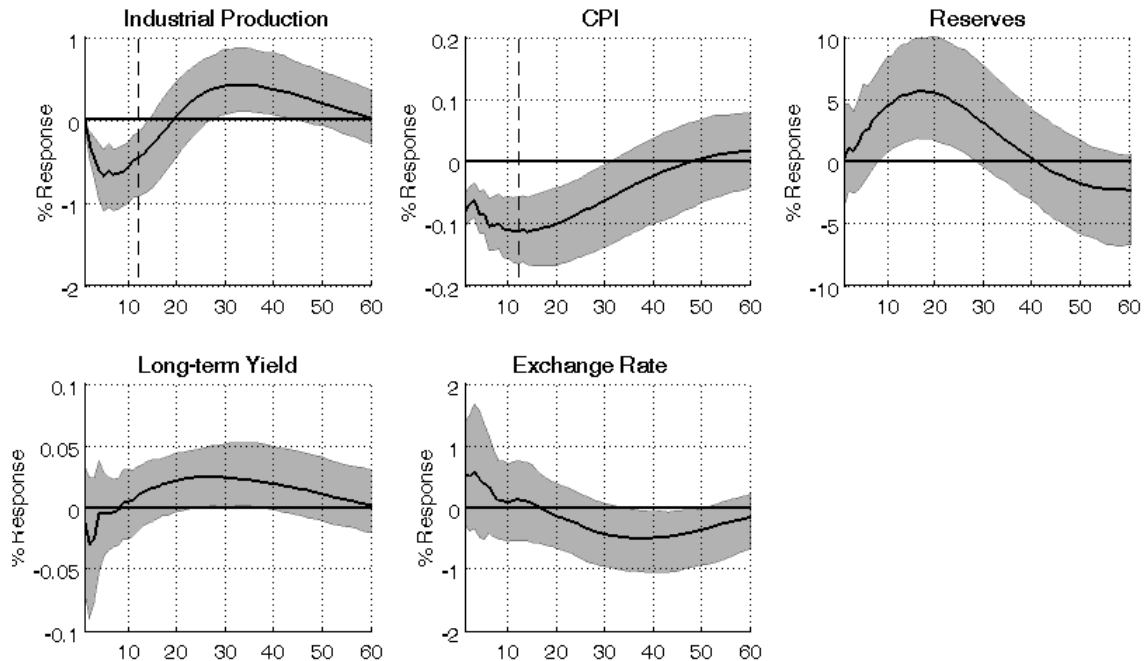 Industrial Production
CPI
Reserves
% Response
1
0
-1
-2
10 20 30 40 50 60
% Response
0.2
0.1
0
-0.1
-0.2
10 20 30 40 50 60
% Response
10
5
0
-5
-10
10 20 30 40 50 60
Long-term Yield
Exchange Rate
% Response
0.1
0.05
0
-0.05
-0.1
10 20 30 40 50 60
% Response
2
1
0
-1
-2
10 20 30 40 50 60